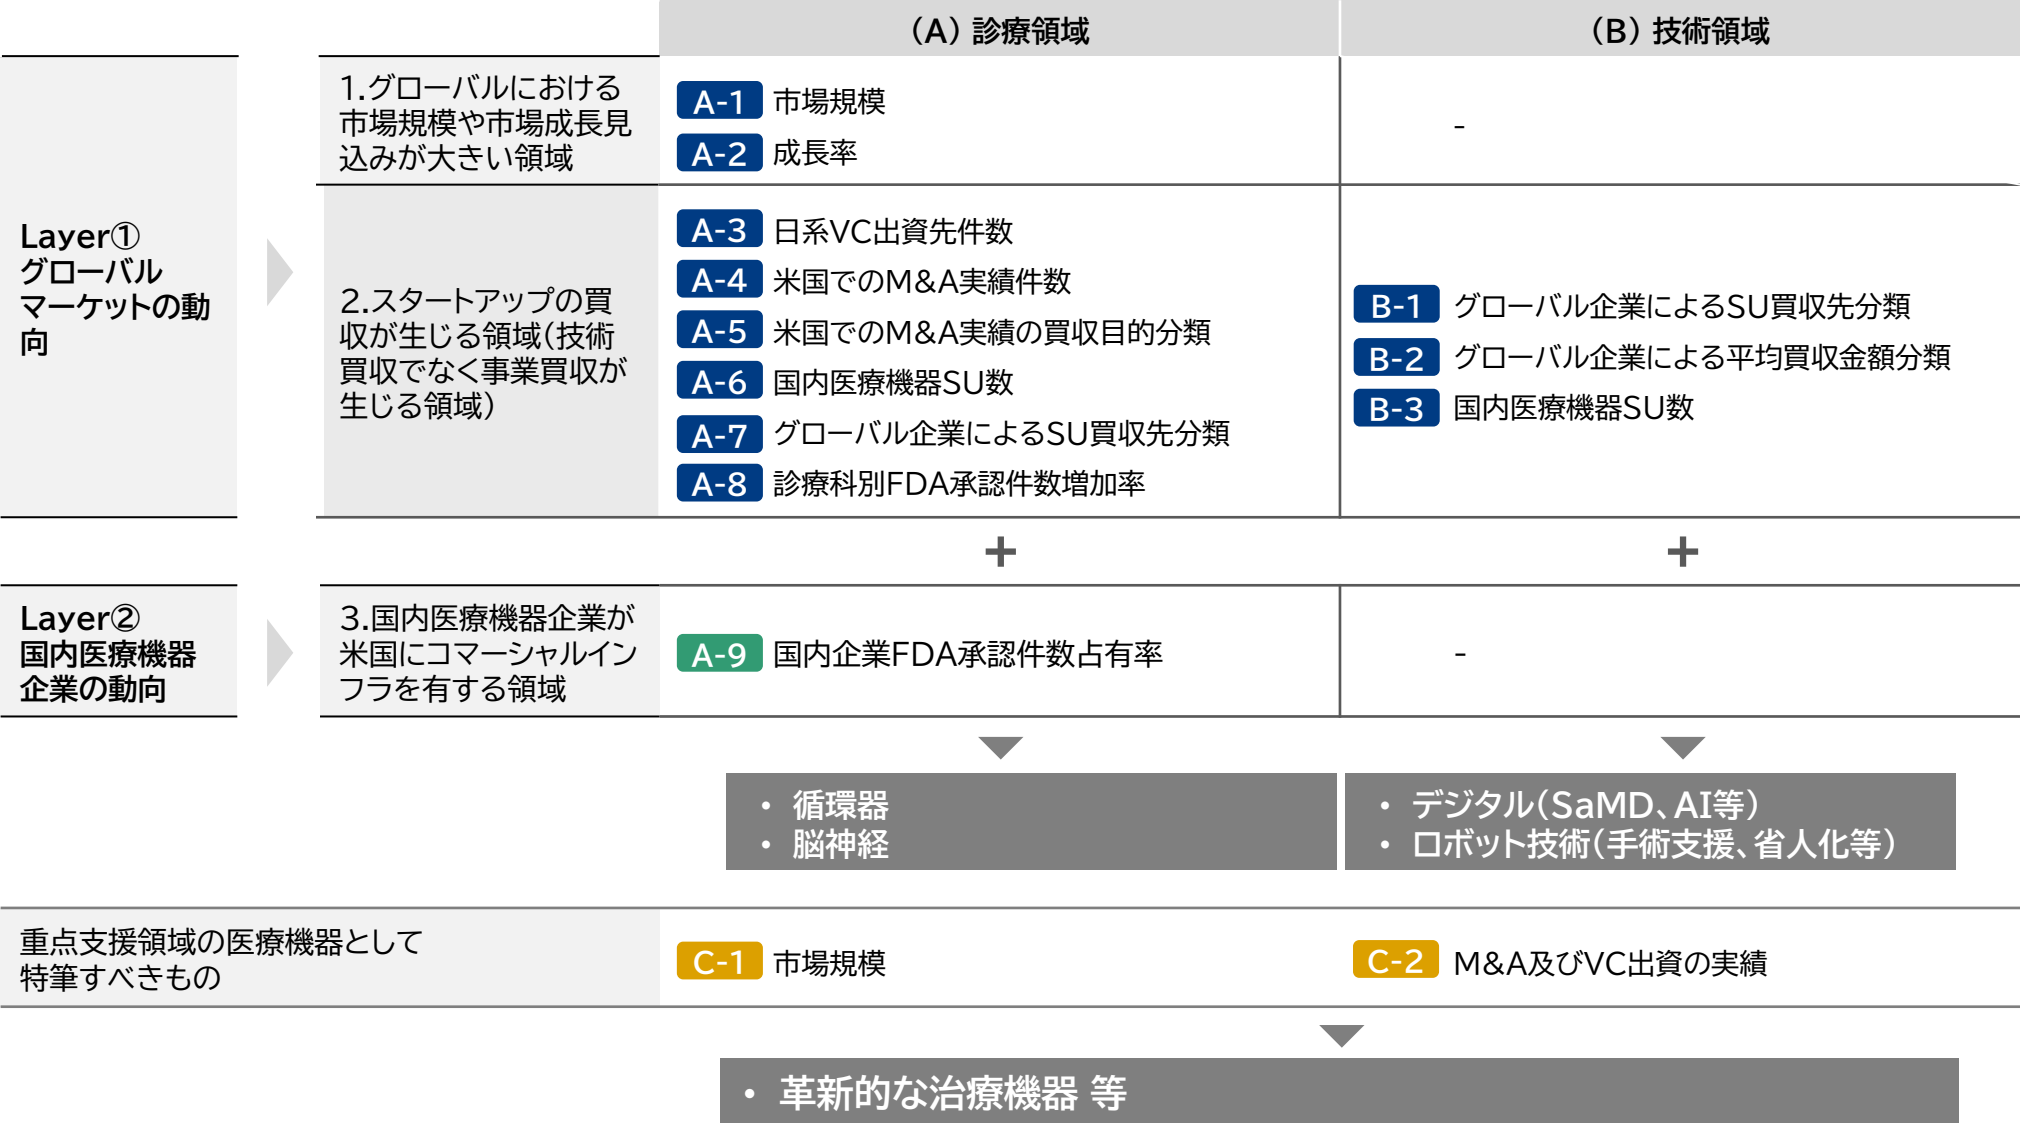 （A）診療領域
（B）技術領域
Layer①
グローバル
マーケットの動
向
1.グローバルにおける
市場規模や市場成長見
込みが大きい領域
A-1 市場規模
A-2 成長率
-
2.スタートアップの買
収が生じる領域（技術
買収でなく事業買収が
生じる領域）
A-3 日系VC出資先件数
A-4 米国でのM&A実績件数
A-5 米国でのM&A実績の買収目的分類
A-6 国内医療機器SU数
A-7 グローバル企業によるSU買収先分類
A-8 診療科別FDA承認件数増加率
B-1 グローバル企業によるSU買収先分類
B-2 グローバル企業による平均買収金額分類
B-3 国内医療機器SU数
+
+
Layer②
国内医療機器
企業の動向
3.国内医療機器企業が
米国にコマーシャルイン
フラを有する領域
A-9 国内企業FDA承認件数占有率
-
・ 循環器
・ 脳神経
・ デジタル（SaMD、AI等）
・ ロボット技術（手術支援、省人化等）
重点支援領域の医療機器として
特筆すべきもの
C-1 市場規模
C-2 M&A及びVC出資の実績
・ 革新的な治療機器 等